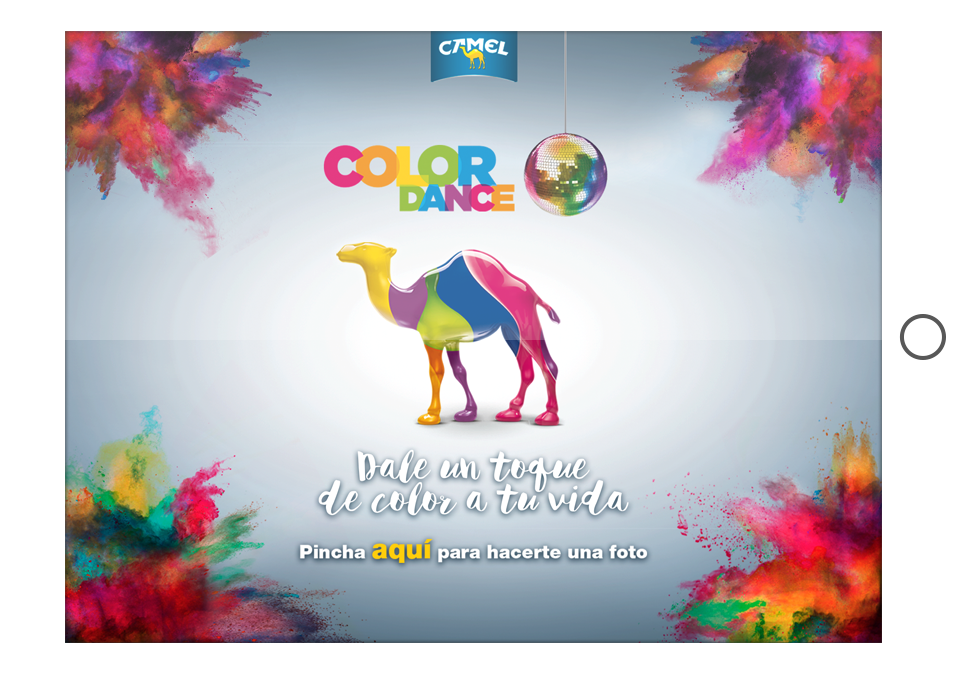 CAMEL
COLOR
DANCE
Dale un toque
de color a tu vida
Pincha aquí para hacerte una foto